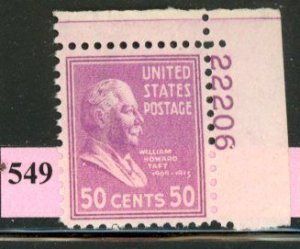 UNITED
STATES
POSTAGE
WILLIAM
HOWARD
TAFT
1909-1913
50 CENTS 50
22206
549